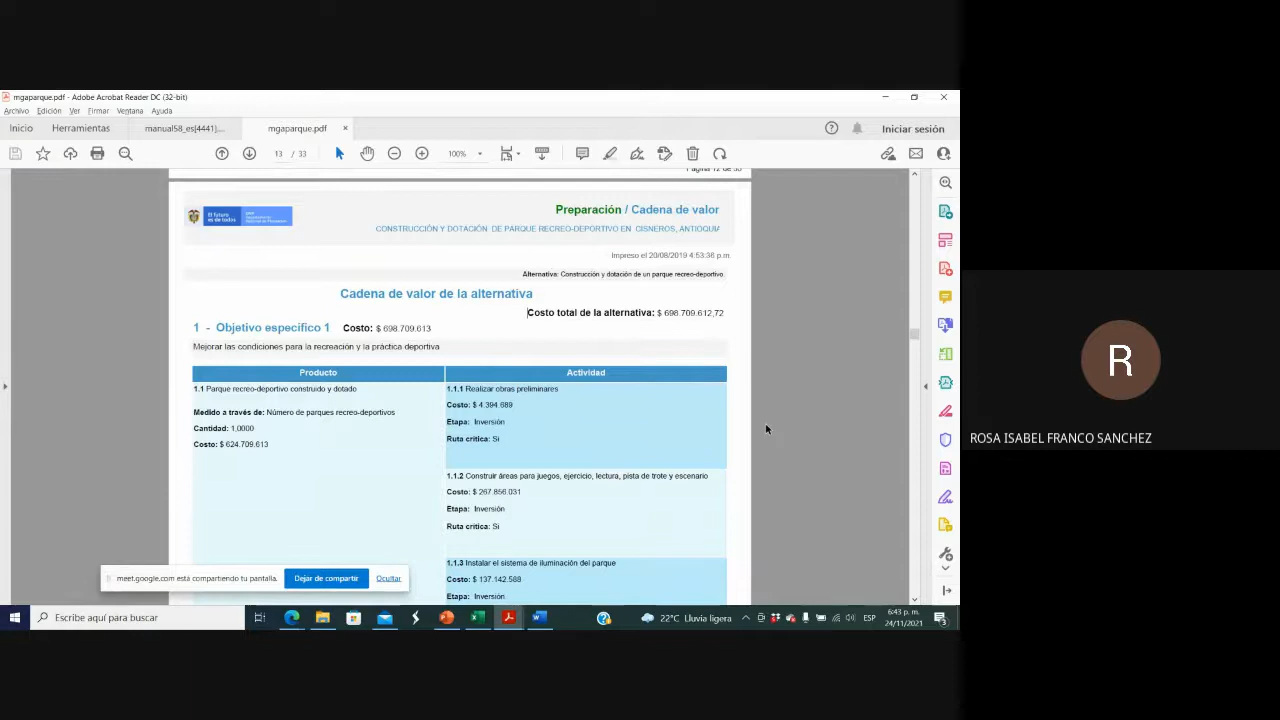 mgaparque.pdf - Adobe Acrobat Reader DC (32-bit)
Archivo Edición Ver Firmar Ventana Ayuda
Inicio Herramientas manual58_es[4441].... mgaparque.pdf × Iniciar sesión
13 / 33 100%
El futuro es de todos
Preparación / Cadena de valor
CONSTRUCCIÓN Y DOTACIÓN DE PARQUE RECREO-DEPORTIVO EN CISNEROS, ANTIOQUIA
Impreso el 20/08/2019 4:53:36 p.m.
Alternativa: Construcción y dotación de un parque recreo-deportivo.
Cadena de valor de la alternativa
Costo total de la alternativa: $ 698.709.612,72
1 - Objetivo específico 1 Costo: $ 698.709.613
Mejorar las condiciones para la recreación y la práctica deportiva
Producto Actividad
1.1 Parque recreo-deportivo construido y dotado
Medido a través de: Número de parques recreo-deportivos
Cantidad: 1,0000
Costo: $ 624.709.613
1.1.1 Realizar obras preliminares
Costo: $ 4.394.689
Etapa: Inversión
Ruta crítica: Si
1.1.2 Construir áreas para juegos, ejercicio, lectura, pista de trote y escenario
Costo: $ 267.856.031
Etapa: Inversión
Ruta crítica: Si
1.1.3 Instalar el sistema de iluminación del parque
Costo: $ 137.142.588
Etapa: Inversión
meet.google.com está compartiendo tu pantalla. Dejar de compartir Ocultar
Escribe aquí para buscar
22°C Lluvia ligera ESP 6:43 p. m.
24/11/2021
R
ROSA ISABEL FRANCO SANCHEZ